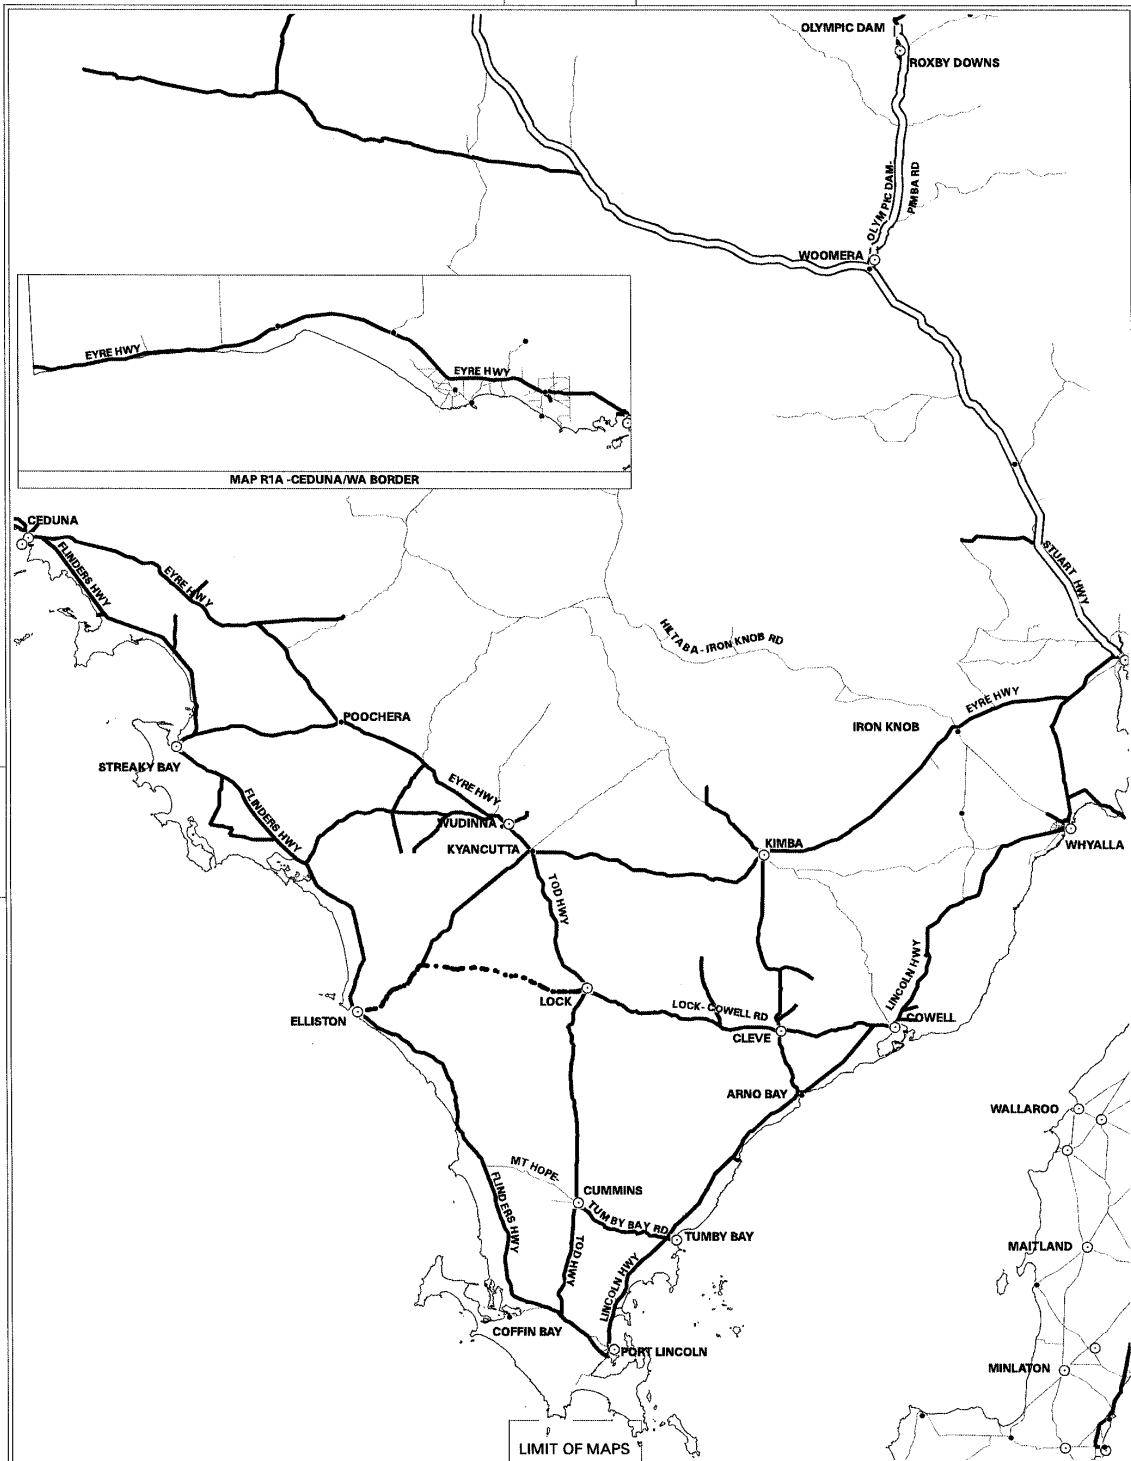 OLYMPIC DAM
ROXBY DOWNS
OLYMPIC DAM-
PIMBA RD
WOOMERA
EYRE HWY
EYRE HWY
MAP R1A -CEDUNA/WA BORDER
CEDUNA
FLINDERS HWY
EYRE HWY
STUART HWY
HILTABA-IRON KNOB RD
EYRE HWY
POOCHERA
IRON KNOB
STREAKY BAY
FLINDERS HWY
EYRE HWY
WUDINNA
KYANCUTTA
KIMBA
WHYALLA
TOD HWY
LINCOLN HWY
LOCK
LOCK-COWELL RD
ELLISTON
COWELL
CLEVE
ARNO BAY
WALLAROO
MT HOPE-
FLINDERS HWY
CUMMINS
TUMBY BAY RD
TUMBY BAY
TOD HWY
MAITLAND
LINCOLN HWY
COFFIN BAY
PORT LINCOLN
MINLATON
LIMIT OF MAPS